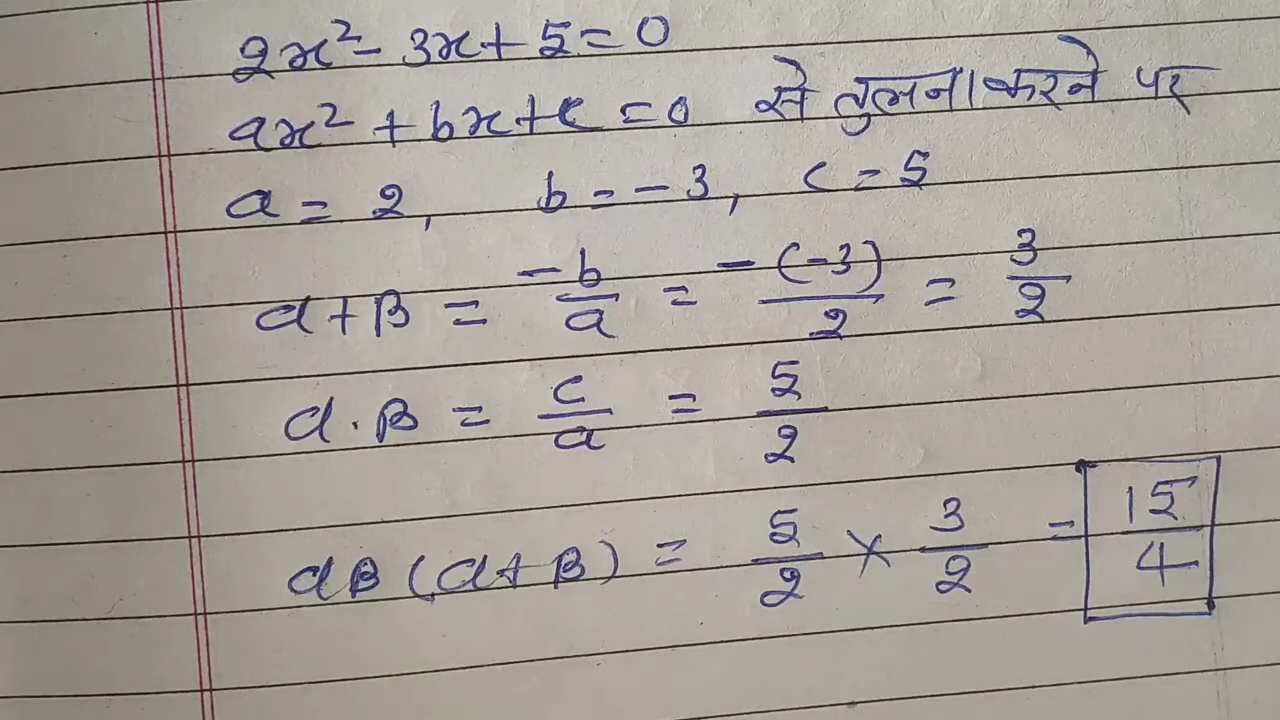 2x² - 3x + 5 = 0
ax² + bx + c = 0 से तुलना करने पर
a = 2, b = -3, c = 5
α + β = -b/a = -(-3)/2 = 3/2
α . β = c/a = 5/2
αβ (α + β) = 5/2 × 3/2 = 15/4